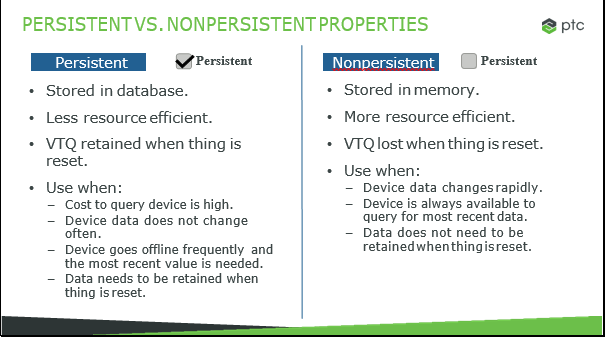 PERSISTENT VS. NONPERSISTENT PROPERTIES
ptc
Persistent
Persistent
• Stored in database.
• Less resource efficient.
• VTQ retained when thing is
reset.
• Use when:
– Cost to query device is high.
– Device data does not change
often.
– Device goes offline frequently and
the most recent value is needed.
– Data needs to be retained when
thing is reset.
Nonpersistent
Persistent
• Stored in memory.
• More resource efficient.
• VTQ lost when thing is reset.
• Use when:
– Device data changes rapidly.
– Device is always available to
query for most recent data.
– Data does not need to be
retained when thing is reset.